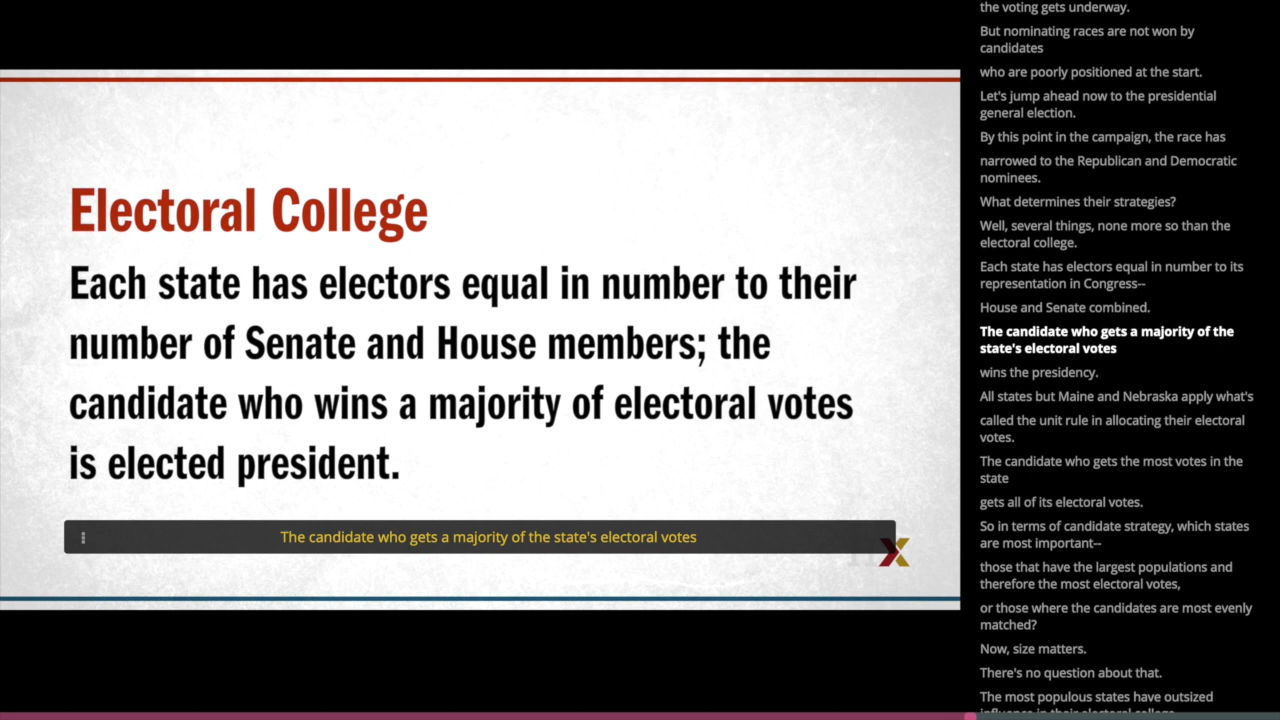 Electoral College
Each state has electors equal in number to their
number of Senate and House members; the
candidate who wins a majority of electoral votes
is elected president.
The candidate who gets a majority of the state's electoral votes
the voting gets underway.
But nominating races are not won by
candidates
who are poorly positioned at the start.
Let's jump ahead now to the presidential
general election.
By this point in the campaign, the race has
narrowed to the Republican and Democratic
nominees.
What determines their strategies?
Well, several things, none more so than the
electoral college.
Each state has electors equal in number to its
representation in Congress--
House and Senate combined.
The candidate who gets a majority of the
state's electoral votes
wins the presidency.
All states but Maine and Nebraska apply what's
called the unit rule in allocating their electoral
votes.
The candidate who gets the most votes in the
state
gets all of its electoral votes.
So in terms of candidate strategy, which states
are most important--
those that have the largest populations and
therefore the most electoral votes,
or those where the candidates are most evenly
matched?
Now, size matters.
There's no question about that.
The most populous states have outsized
influence in their electoral college